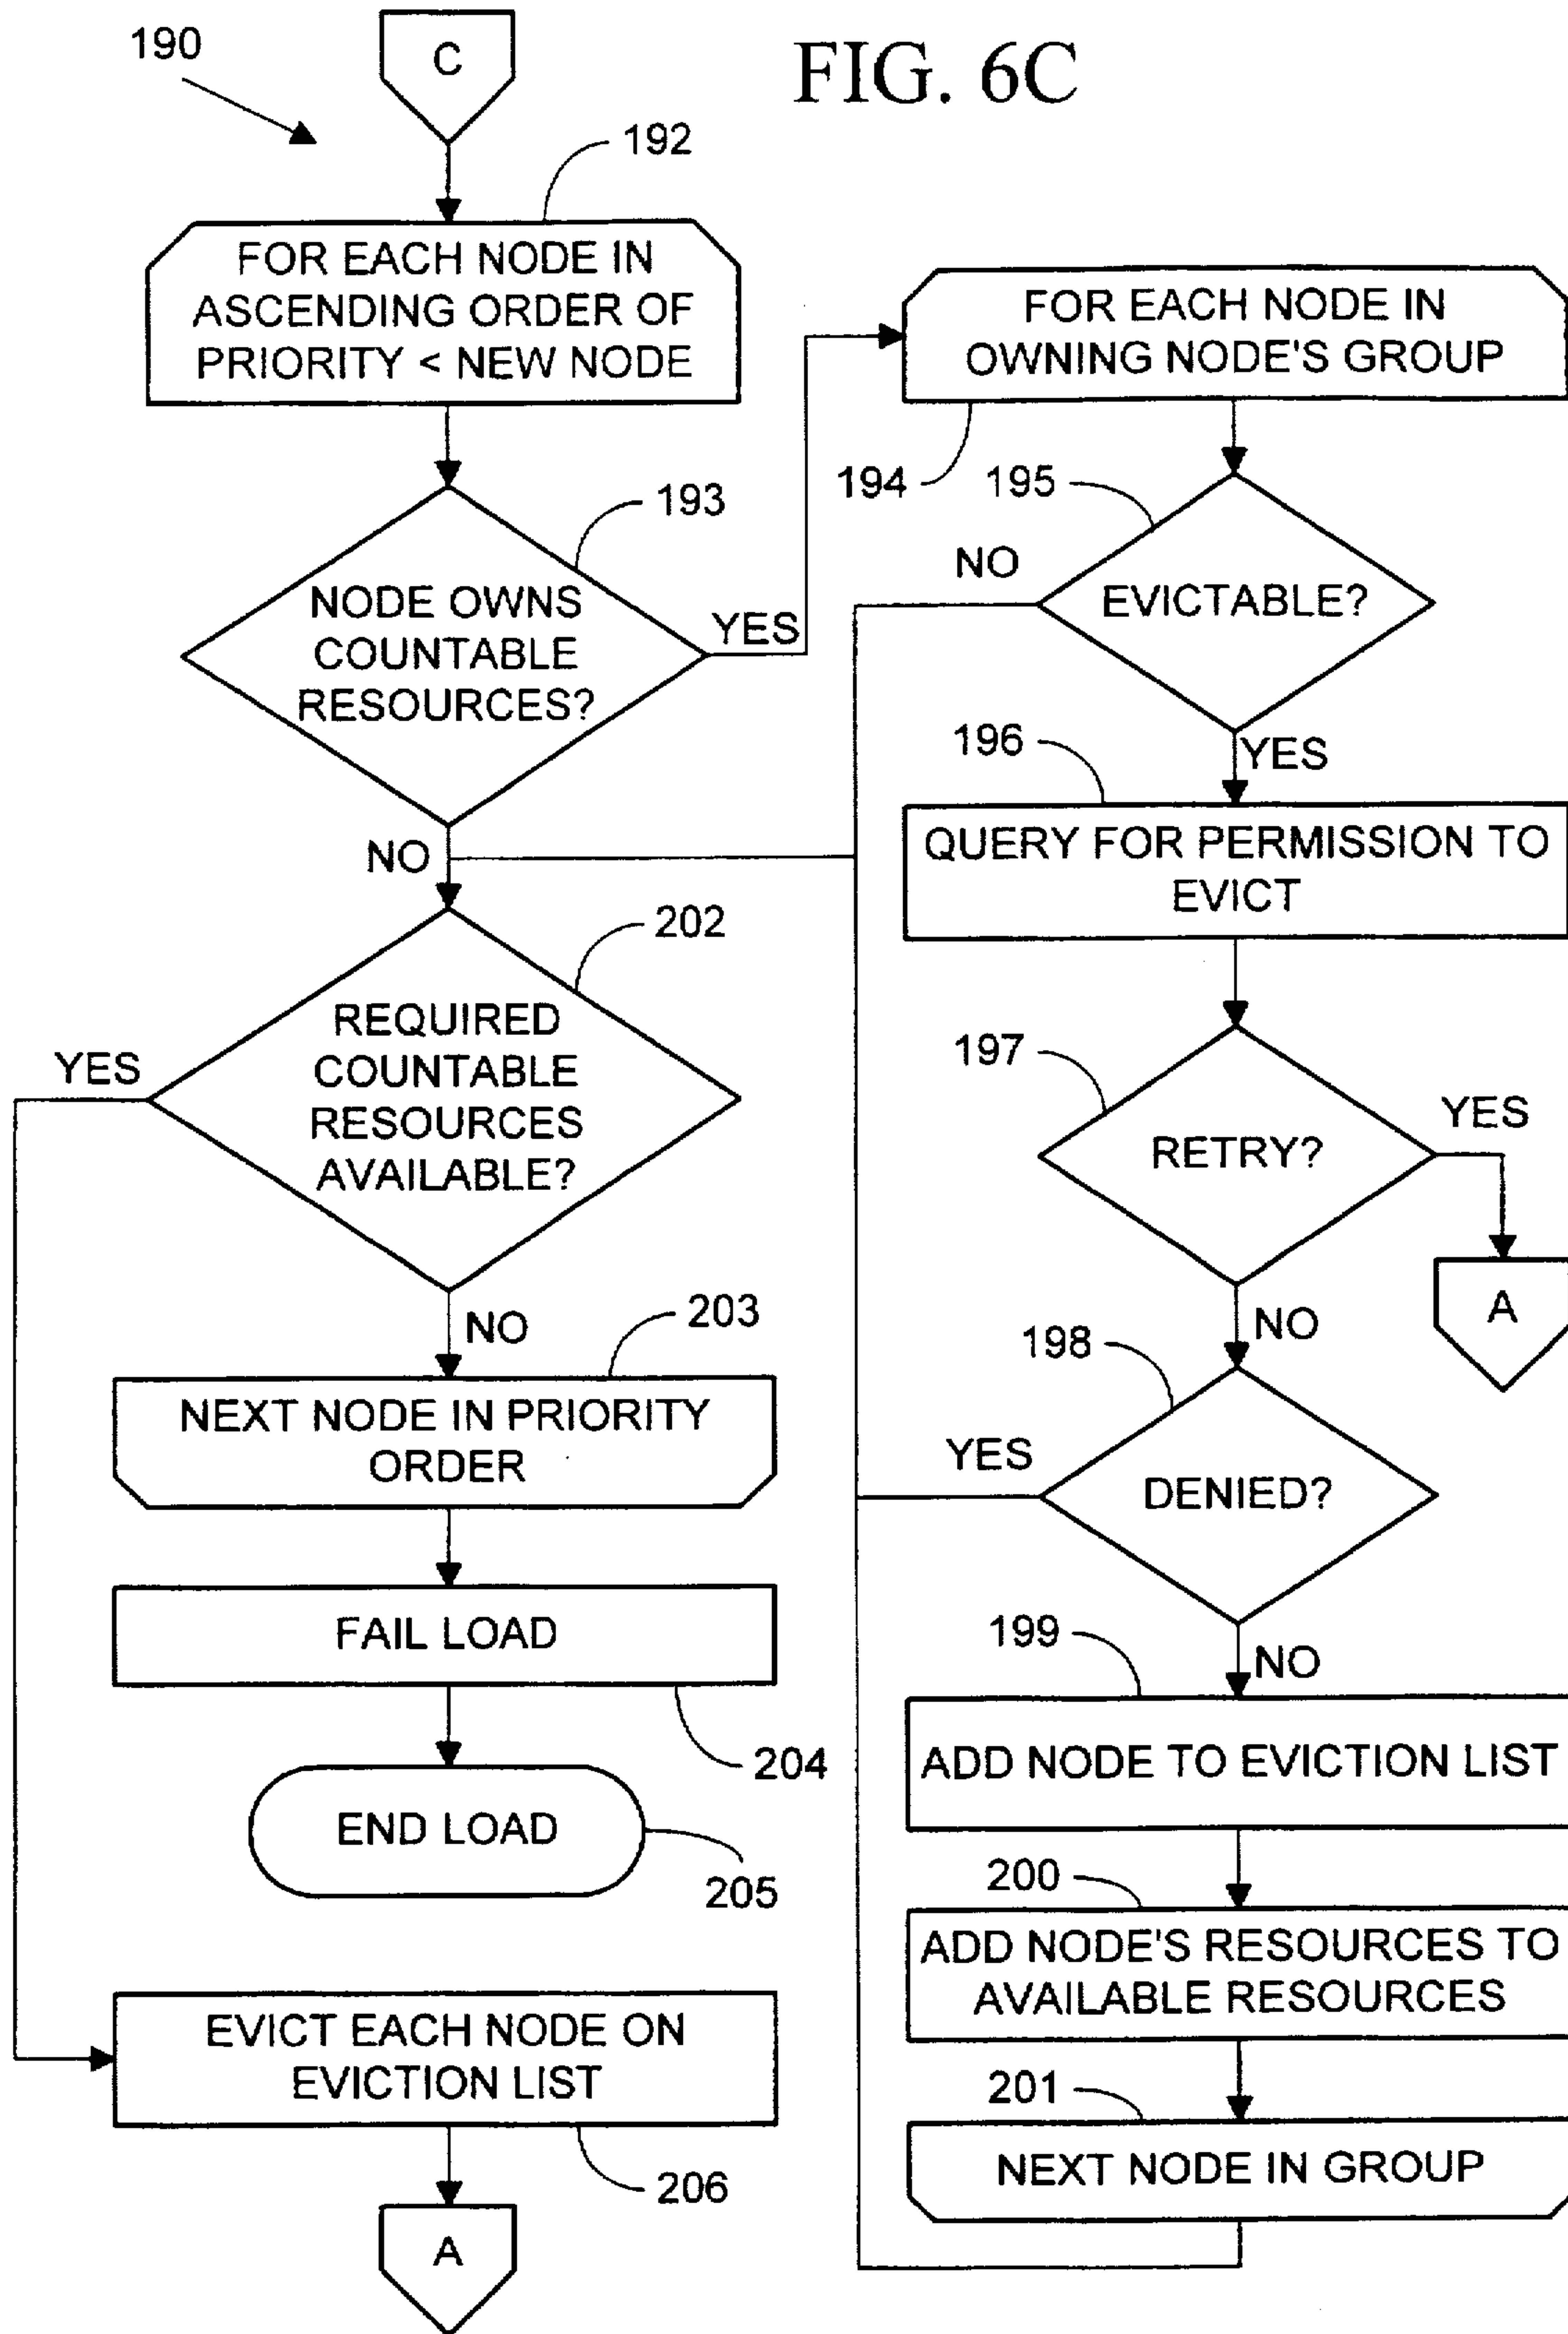 FIG. 6C
190
C
192
FOR EACH NODE IN
ASCENDING ORDER OF
PRIORITY < NEW NODE
193
NODE OWNS
COUNTABLE
RESOURCES?
YES
NO
202
REQUIRED
COUNTABLE
RESOURCES
AVAILABLE?
YES
NO
203
NEXT NODE IN PRIORITY
ORDER
FAIL LOAD
204
END LOAD
205
EVICT EACH NODE ON
EVICTION LIST
206
A
FOR EACH NODE IN
OWNING NODE'S GROUP
194
195
NO
EVICTABLE?
YES
196
QUERY FOR PERMISSION TO
EVICT
197
RETRY?
YES
A
NO
198
YES
DENIED?
NO
199
ADD NODE TO EVICTION LIST
200
ADD NODE'S RESOURCES TO
AVAILABLE RESOURCES
201
NEXT NODE IN GROUP